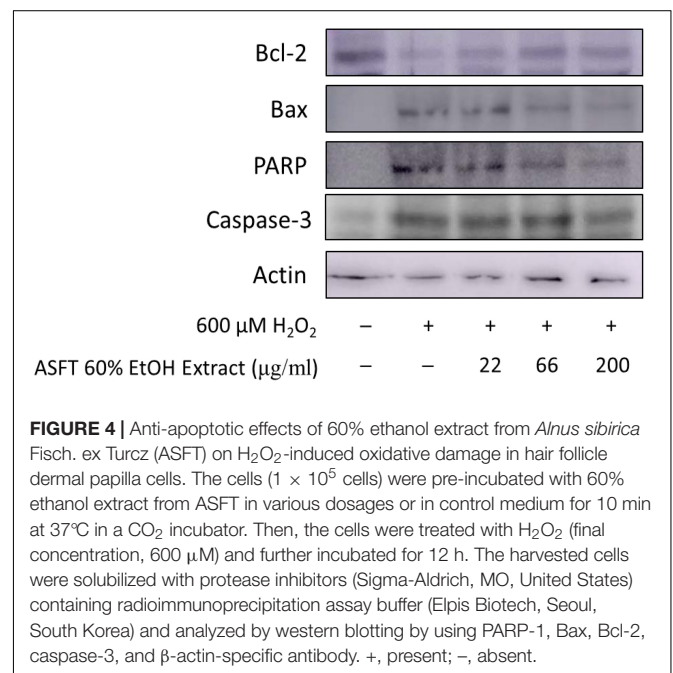 Bcl-2
Bax
PARP
Caspase-3
Actin
600 μM H₂O₂ – + + + +
ASFT 60% EtOH Extract (μg/ml) – – 22 66 200
FIGURE 4 | Anti-apoptotic effects of 60% ethanol extract from Alnus sibirica
Fisch. ex Turcz (ASFT) on H₂O₂-induced oxidative damage in hair follicle
dermal papilla cells. The cells (1 × 10⁵ cells) were pre-incubated with 60%
ethanol extract from ASFT in various dosages or in control medium for 10 min
at 37°C in a CO₂ incubator. Then, the cells were treated with H₂O₂ (final
concentration, 600 μM) and further incubated for 12 h. The harvested cells
were solubilized with protease inhibitors (Sigma-Aldrich, MO, United States)
containing radioimmunoprecipitation assay buffer (Elpis Biotech, Seoul,
South Korea) and analyzed by western blotting by using PARP-1, Bax, Bcl-2,
caspase-3, and β-actin-specific antibody. +, present; –, absent.